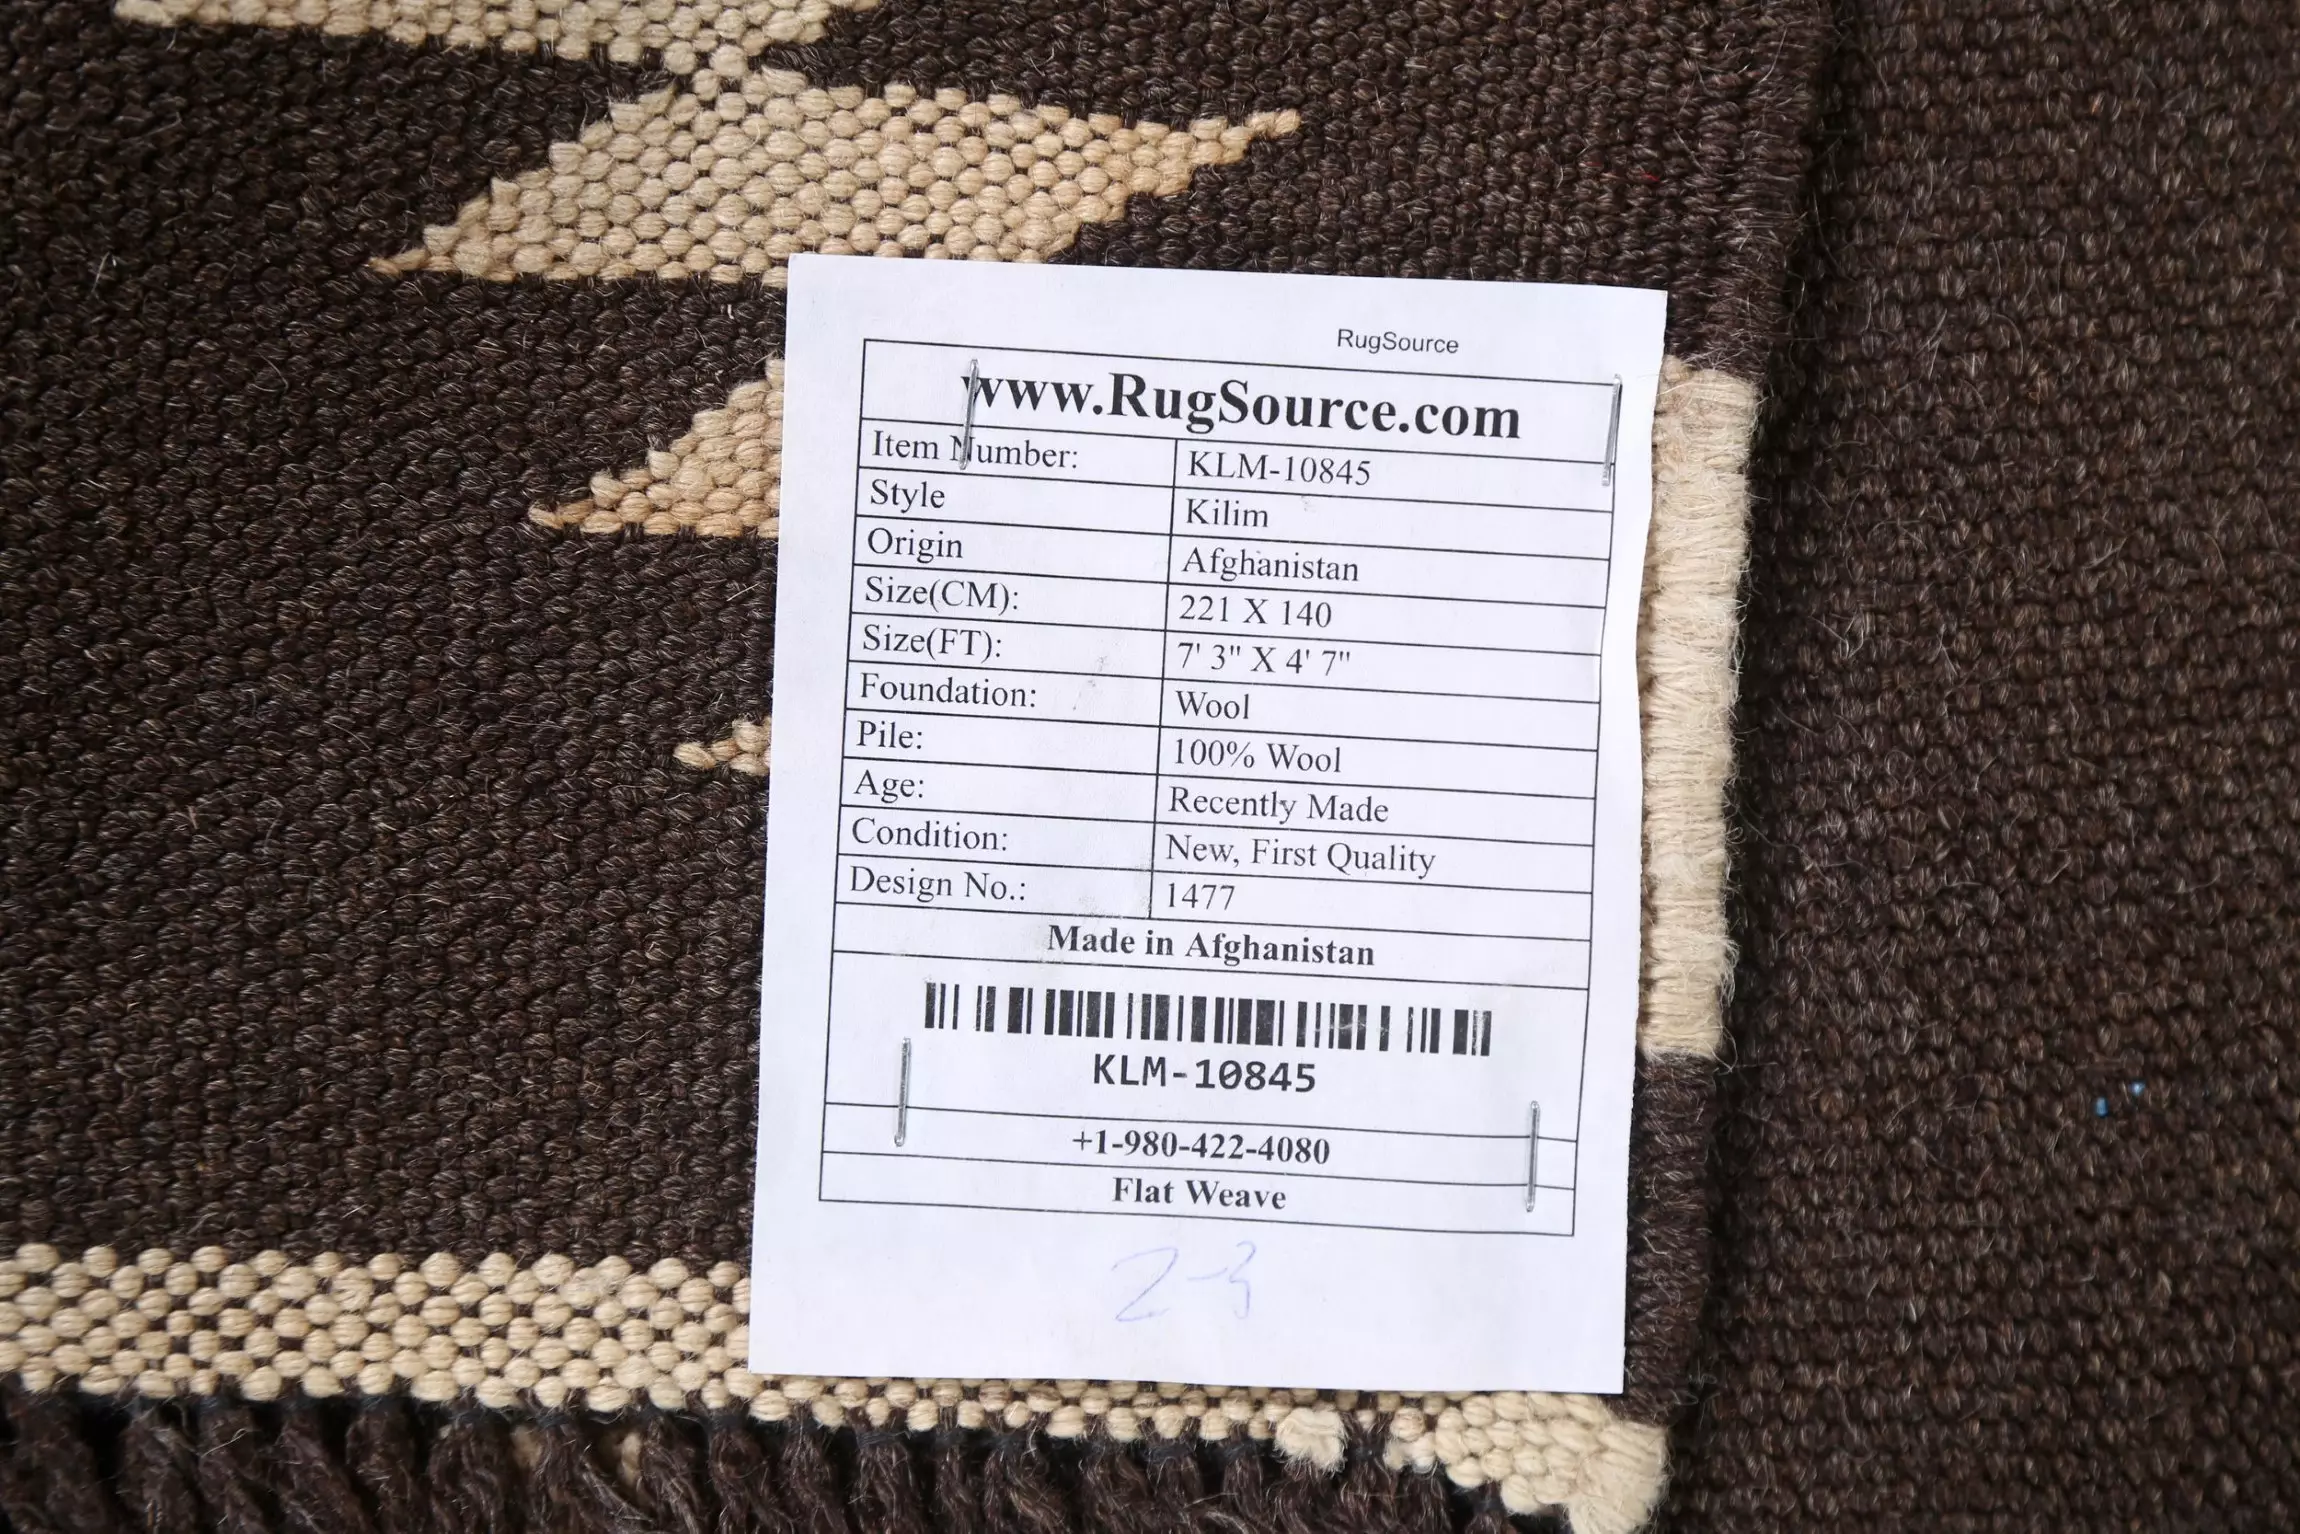 RugSource
www.RugSource.com
Item Number: KLM-10845
Style Kilim
Origin Afghanistan
Size(CM): 221 X 140
Size(FT): 7' 3" X 4' 7"
Foundation: Wool
Pile: 100% Wool
Age: Recently Made
Condition: New, First Quality
Design No.: 1477
Made in Afghanistan
KLM-10845
+1-980-422-4080
Flat Weave
2-3